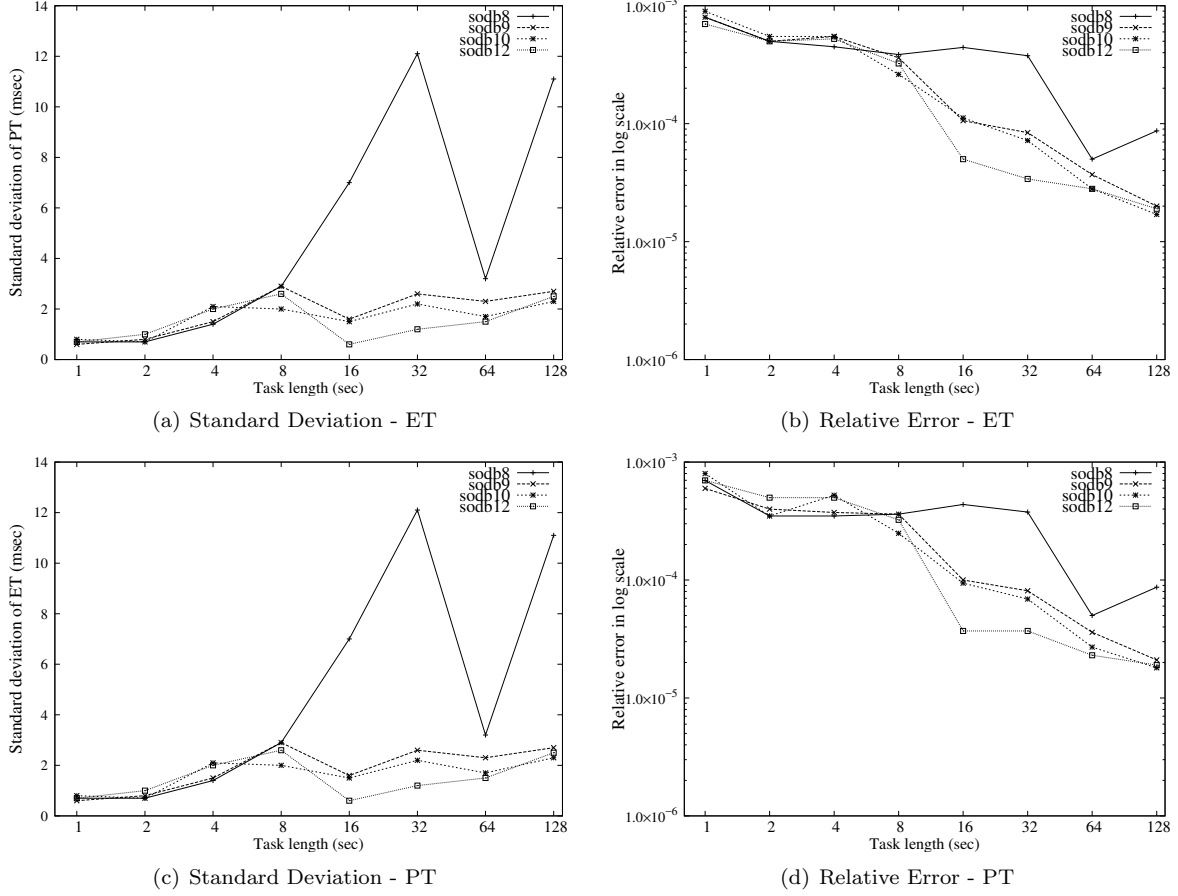 14
12
10
8
6
4
2
0
Standard deviation of PT (msec)
sodb8
sodb9
sodb10
sodb12
1 2 4 8 16 32 64 128
Task length (sec)
(a) Standard Deviation - ET
1.0×10⁻³
1.0×10⁻⁴
1.0×10⁻⁵
1.0×10⁻⁶
Relative error in log scale
sodb8
sodb9
sodb10
sodb12
1 2 4 8 16 32 64 128
Task length (sec)
(b) Relative Error - ET
14
12
10
8
6
4
2
0
Standard deviation of ET (msec)
sodb8
sodb9
sodb10
sodb12
1 2 4 8 16 32 64 128
Task length (sec)
(c) Standard Deviation - PT
1.0×10⁻³
1.0×10⁻⁴
1.0×10⁻⁵
1.0×10⁻⁶
Relative error in log scale
sodb8
sodb9
sodb10
sodb12
1 2 4 8 16 32 64 128
Task length (sec)
(d) Relative Error - PT